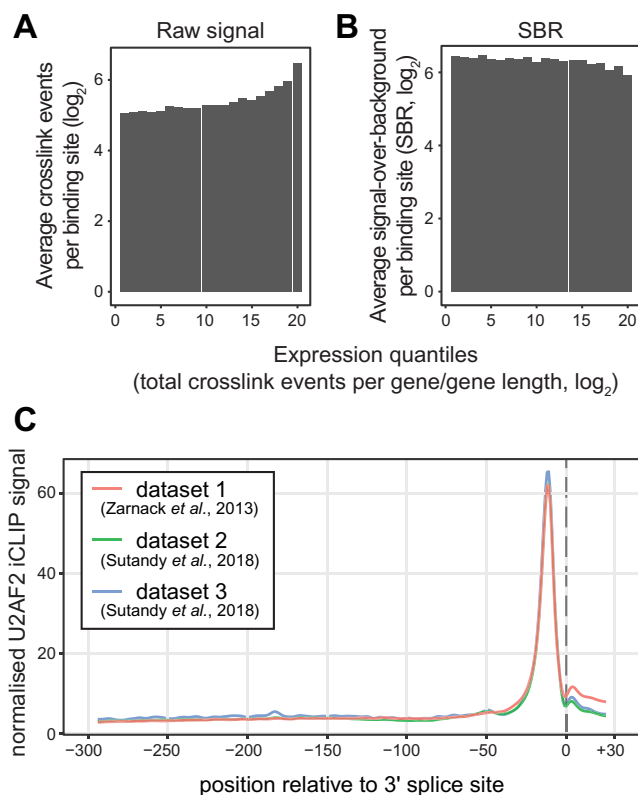 A
Raw signal
Average crosslink events
per binding site (log2)
6
4
2
0
0
5
10
15
20
B
SBR
Average signal-over-background
per binding site (SBR, log2)
6
4
2
0
0
5
10
15
20
Expression quantiles
(total crosslink events per gene/gene length, log2)
C
normalised U2AF2 iCLIP signal
60
40
20
0
dataset 1
(Zarnack et al., 2013)
dataset 2
(Sutandy et al., 2018)
dataset 3
(Sutandy et al., 2018)
−300
−200
−150
−100
−50
0
+30
position relative to 3' splice site